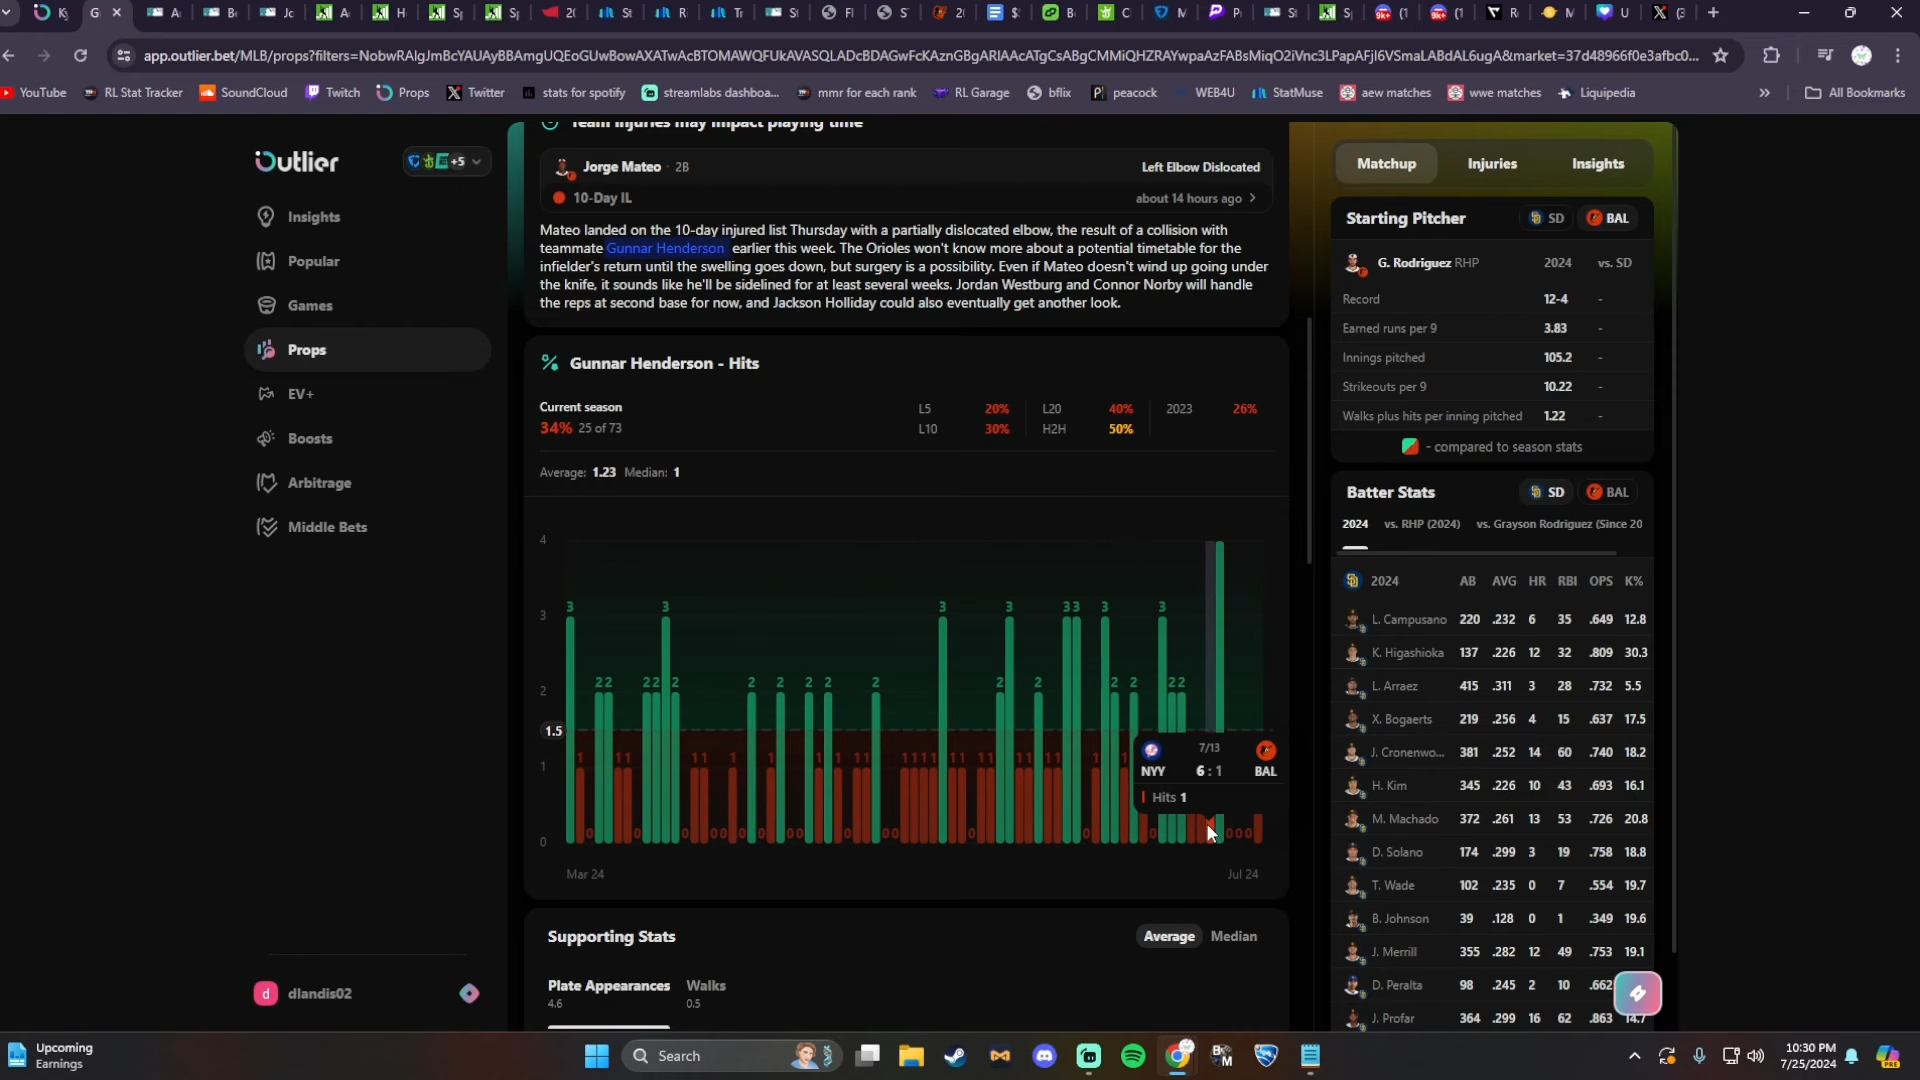 app.outlier.bet/MLB/props?filters=NobwRAlgJmBcYAUAyBBAmgUQEoGUwBowAXATwAcBTOMAWQFUkAVASQLADcBDAGwFcKAznGBgARIAAcATgCsABgCMMiQHZRAYwpaAzFABsMiqO2iVnc3LPapAFjl6VSmaLABdAL6ugA&market=37d48966f0e3afbc0...
YouTube RL Stat Tracker SoundCloud Twitch Props Twitter stats for spotify streamlabs dashboa... mmr for each rank RL Garage bflix peacock WEB4U StatMuse aew matches wwe matches Liquipedia » All Bookmarks
Outlier
+5
Insights
Popular
Games
Props
EV+
Boosts
Arbitrage
Middle Bets
d dlandis02
Team injuries may impact playing time
Jorge Mateo · 2B Left Elbow Dislocated
10-Day IL about 14 hours ago >
Mateo landed on the 10-day injured list Thursday with a partially dislocated elbow, the result of a collision with
teammate Gunnar Henderson earlier this week. The Orioles won't know more about a potential timetable for the
infielder's return until the swelling goes down, but surgery is a possibility. Even if Mateo doesn't wind up going under
the knife, it sounds like he'll be sidelined for at least several weeks. Jordan Westburg and Connor Norby will handle
the reps at second base for now, and Jackson Holliday could also eventually get another look.
Gunnar Henderson - Hits
Current season
34% 25 of 73
L5 20% L20 40% 2023 26%
L10 30% H2H 50%
Average: 1.23 Median: 1
4
3
2
1.5
1
0
NYY 7/13 BAL
6 : 1
Hits 1
Mar 24 Jul 24
Supporting Stats Average Median
Plate Appearances Walks
4.6 0.5
Matchup Injuries Insights
Starting Pitcher SD BAL
G. Rodriguez RHP 2024 vs. SD
Record 12-4 -
Earned runs per 9 3.83 -
Innings pitched 105.2 -
Strikeouts per 9 10.22 -
Walks plus hits per inning pitched 1.22 -
- compared to season stats
Batter Stats SD BAL
2024 vs. RHP (2024) vs. Grayson Rodriguez (Since 20
2024 AB AVG HR RBI OPS K%
L. Campusano 220 .232 6 35 .649 12.8
K. Higashioka 137 .226 12 32 .809 30.3
L. Arraez 415 .311 3 28 .732 5.5
X. Bogaerts 219 .256 4 15 .637 17.5
J. Cronenwo... 381 .252 14 60 .740 18.2
H. Kim 345 .226 10 43 .693 16.1
M. Machado 372 .261 13 53 .726 20.8
D. Solano 174 .299 3 19 .758 18.8
T. Wade 102 .235 0 7 .554 19.7
B. Johnson 39 .128 0 1 .349 19.6
J. Merrill 355 .282 12 49 .753 19.1
D. Peralta 98 .245 2 10 .662
J. Profar 364 .299 16 62 .863 14.7
Upcoming
Earnings
Search
10:30 PM
7/25/2024